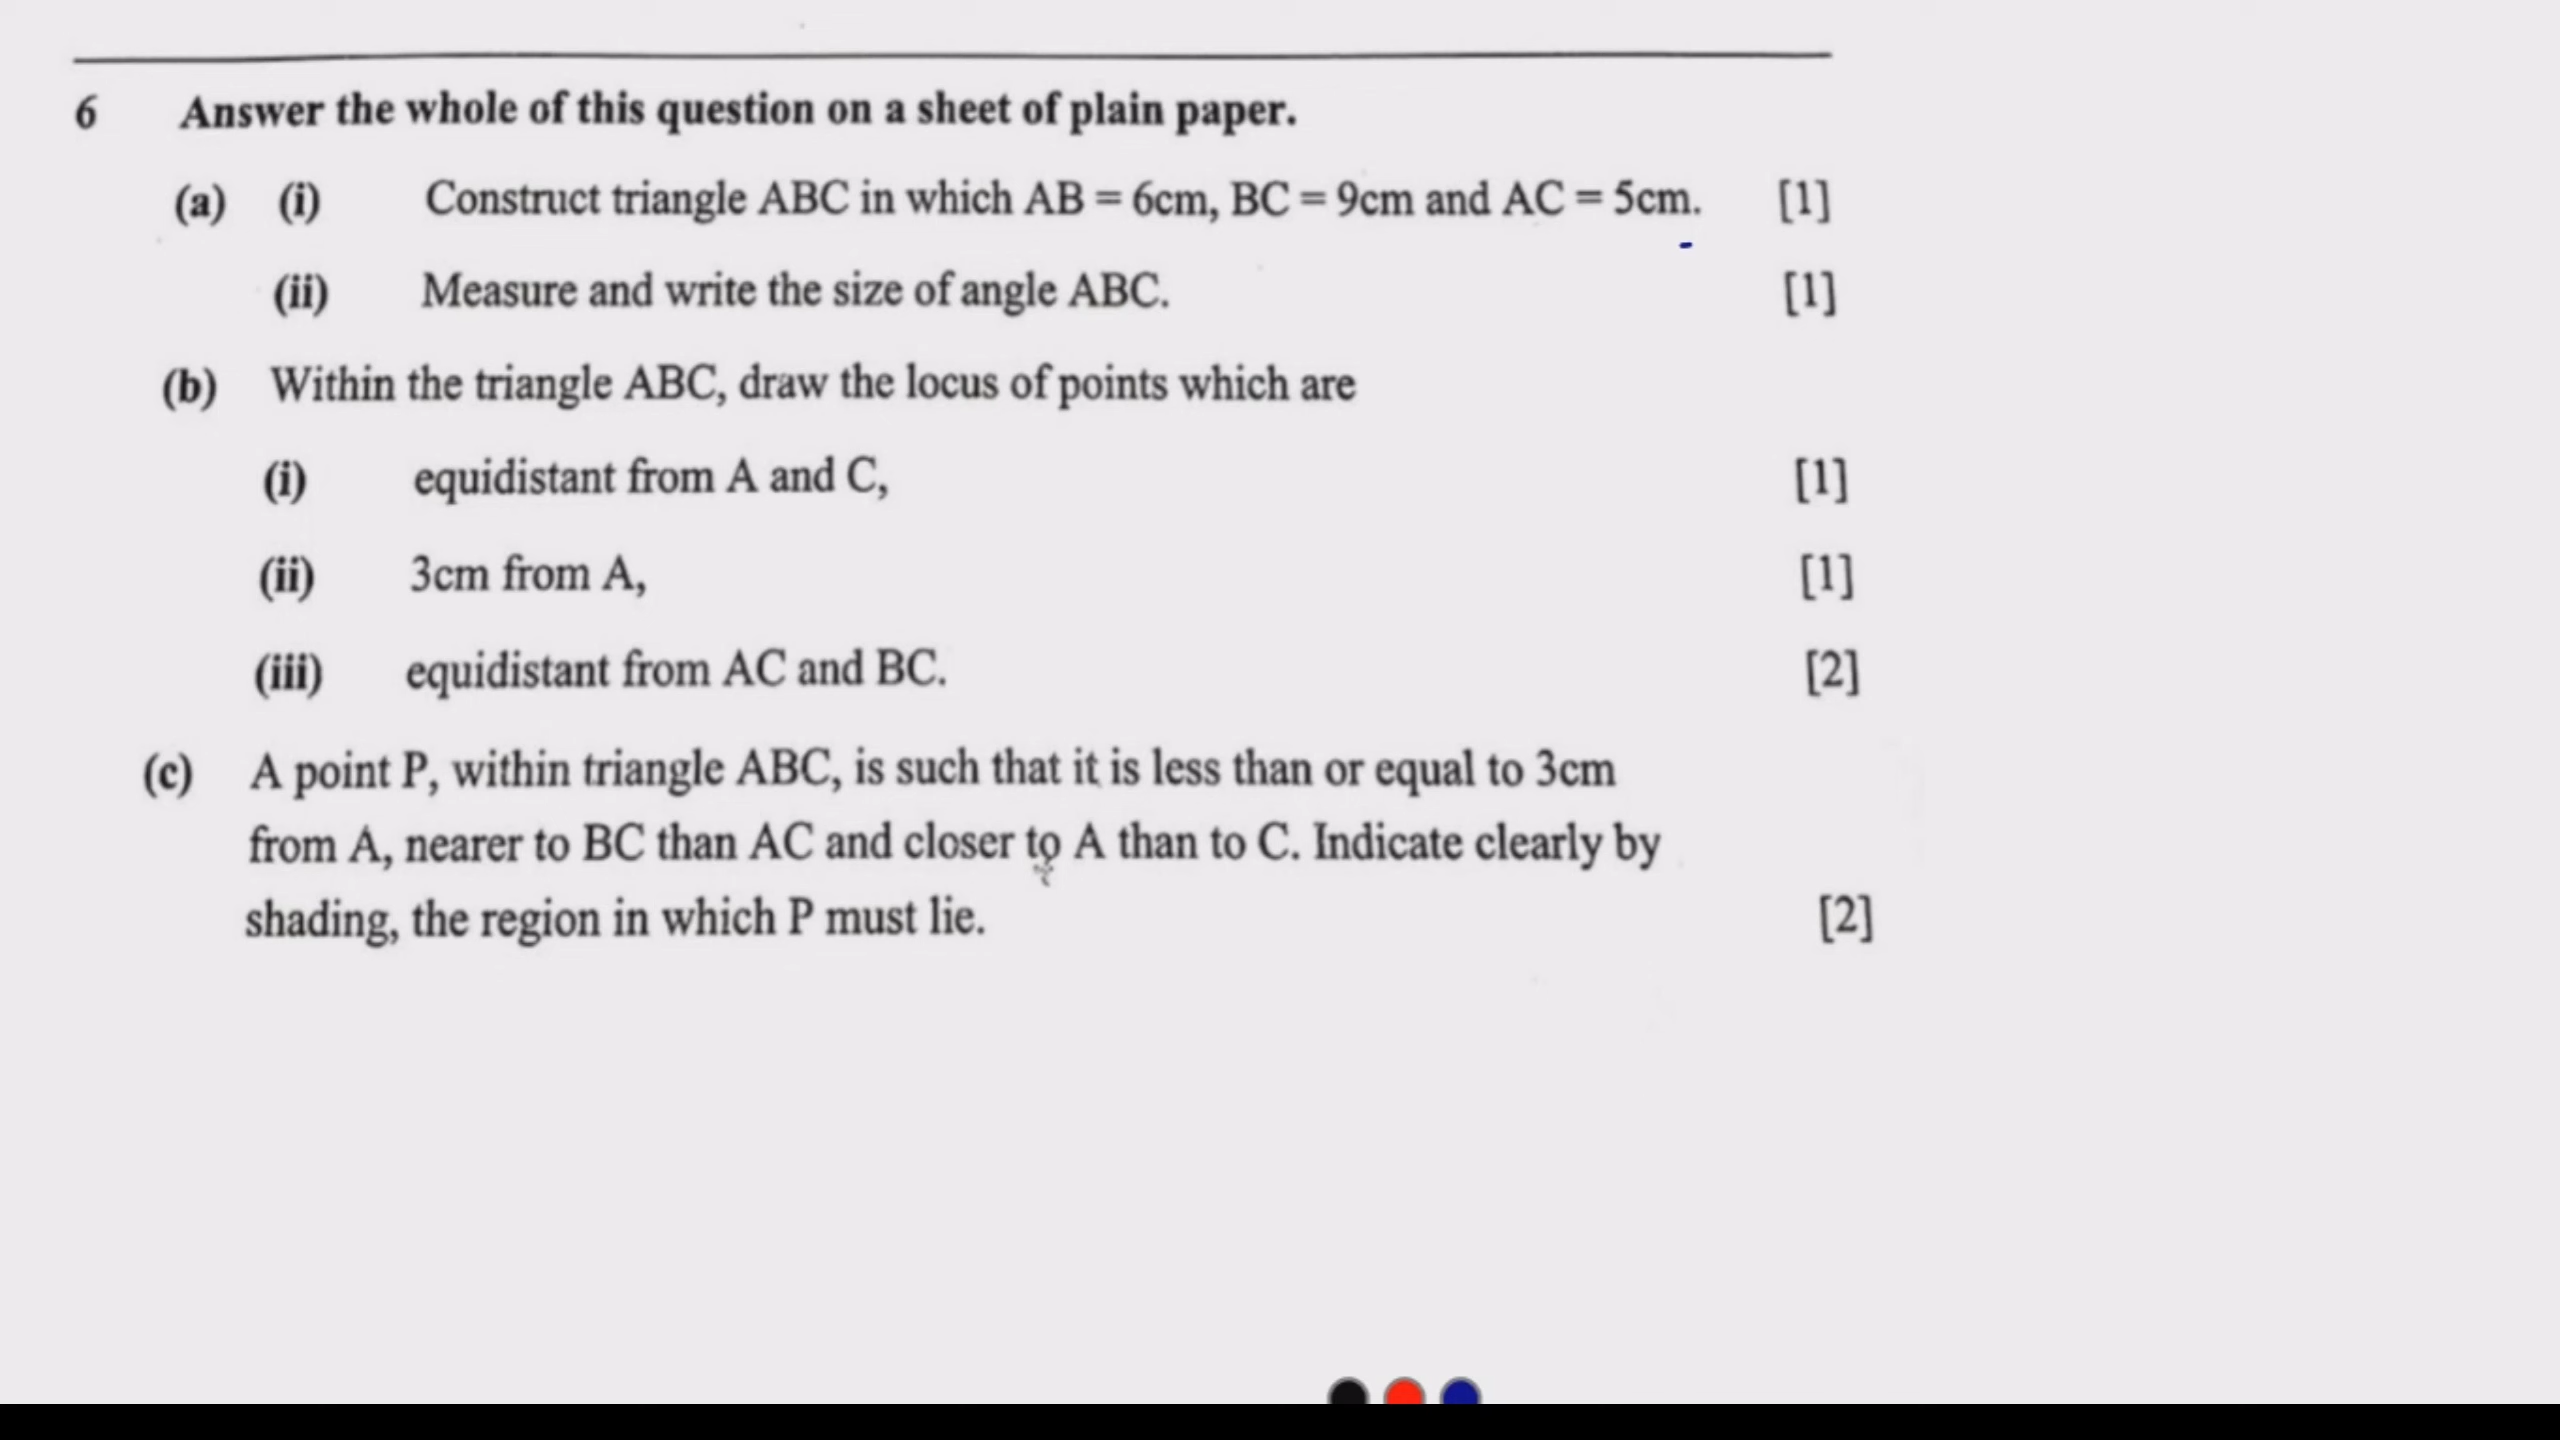 6 Answer the whole of this question on a sheet of plain paper.
(a) (i) Construct triangle ABC in which AB = 6cm, BC = 9cm and AC = 5cm. [1]
(ii) Measure and write the size of angle ABC. [1]
(b) Within the triangle ABC, draw the locus of points which are
(i) equidistant from A and C, [1]
(ii) 3cm from A, [1]
(iii) equidistant from AC and BC. [2]
(c) A point P, within triangle ABC, is such that it is less than or equal to 3cm
from A, nearer to BC than AC and closer to A than to C. Indicate clearly by
shading, the region in which P must lie. [2]